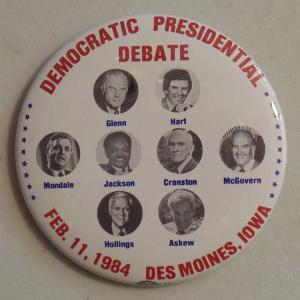 DEMOCRATIC PRESIDENTIAL
DEBATE
Glenn Hart
Mondale Jackson Cranston McGovern
Hollings Askew
FEB. 11, 1984 DES MOINES, IOWA